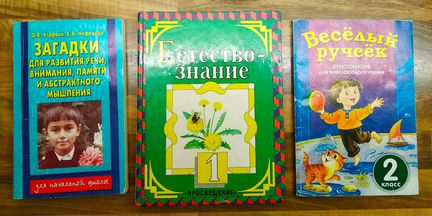 О.В. Узорова, Е.А. Нефедова
ЗАГАДКИ
ДЛЯ РАЗВИТИЯ РЕЧИ,
ВНИМАНИЯ, ПАМЯТИ
И АБСТРАКТНОГО
МЫШЛЕНИЯ
для начальной школы
Естество-
знание
1
«ПРОСВЕЩЕНИЕ»
Весёлый
ручеёк
ХРЕСТОМАТИЯ
ДЛЯ ВНЕКЛАССНОГО ЧТЕНИЯ
2
КЛАСС